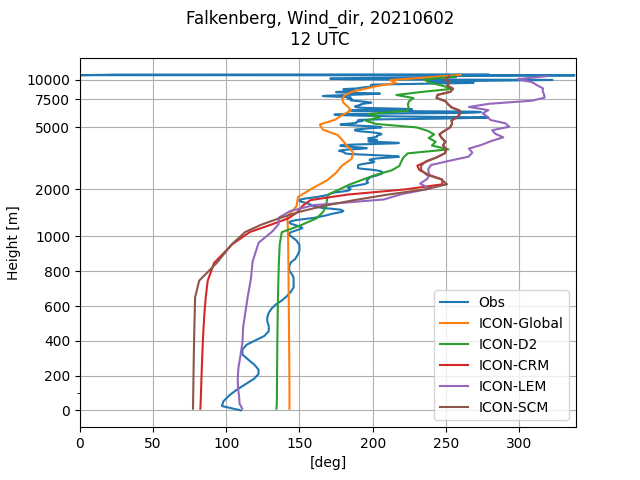 Falkenberg, Wind_dir, 20210602
12 UTC
Height [m]
10000
7500
5000
2000
1000
800
600
400
200
0
0 50 100 150 200 250 300
[deg]
Obs
ICON-Global
ICON-D2
ICON-CRM
ICON-LEM
ICON-SCM